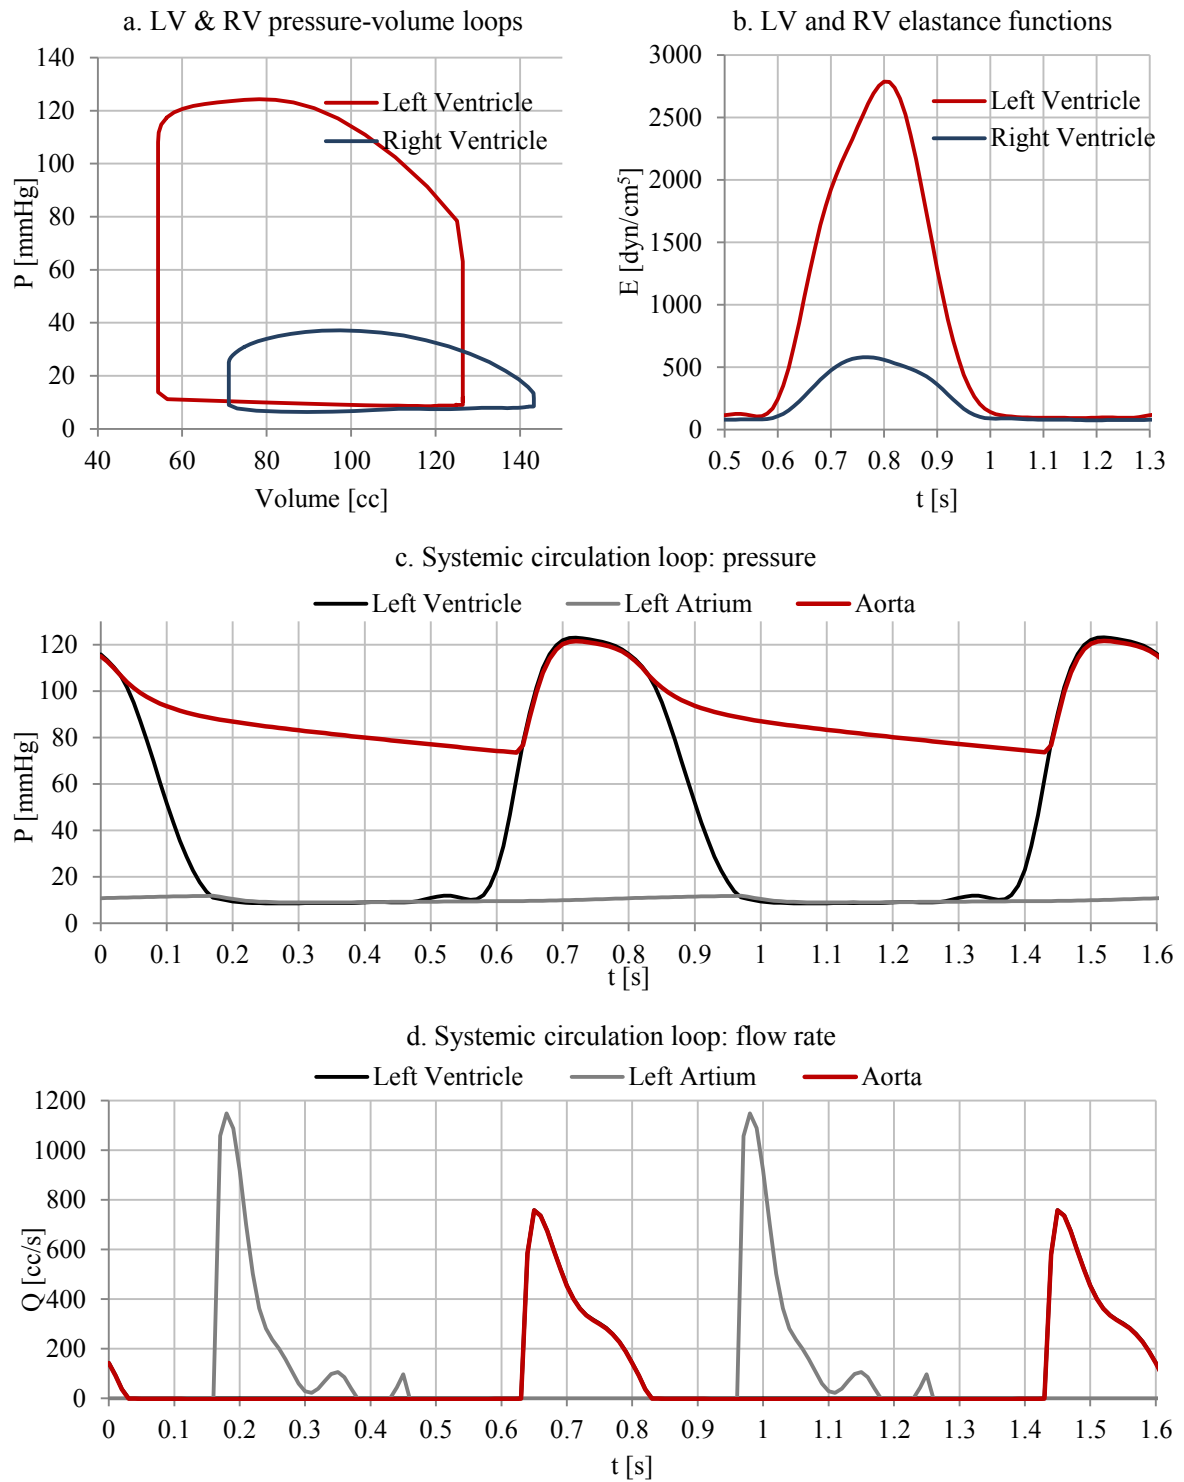 a. LV & RV pressure-volume loops
b. LV and RV elastance functions
140
120
100
80
60
40
20
0
P [mmHg]
Left Ventricle
Right Ventricle
40 60 80 100 120 140
Volume [cc]
3000
2500
2000
1500
1000
500
0
E [dyn/cm⁵]
Left Ventricle
Right Ventricle
0.5 0.6 0.7 0.8 0.9 1 1.1 1.2 1.3
t [s]
c. Systemic circulation loop: pressure
Left Ventricle Left Atrium Aorta
120
100
80
60
40
20
0
P [mmHg]
0 0.1 0.2 0.3 0.4 0.5 0.6 0.7 0.8 0.9 1 1.1 1.2 1.3 1.4 1.5 1.6
t [s]
d. Systemic circulation loop: flow rate
Left Ventricle Left Artium Aorta
1200
1000
800
600
400
200
0
Q [cc/s]
0 0.1 0.2 0.3 0.4 0.5 0.6 0.7 0.8 0.9 1 1.1 1.2 1.3 1.4 1.5 1.6
t [s]